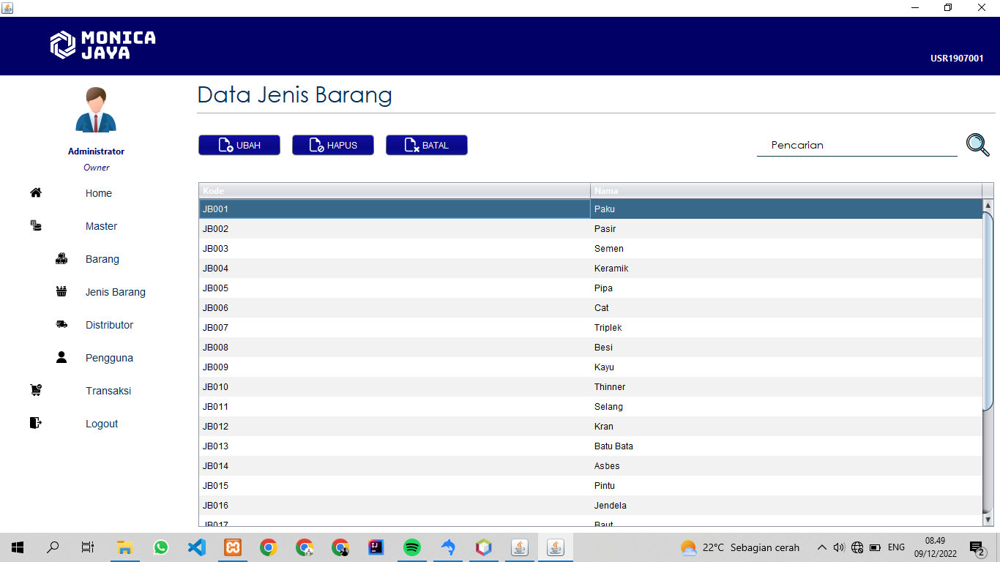 MONICA
JAYA
USR1907001
Administrator
Owner
Home
Master
Barang
Jenis Barang
Distributor
Pengguna
Transaksi
Logout
Data Jenis Barang
UBAH HAPUS BATAL Pencarian
Kode Nama
JB001 Paku
JB002 Pasir
JB003 Semen
JB004 Keramik
JB005 Pipa
JB006 Cat
JB007 Triplek
JB008 Besi
JB009 Kayu
JB010 Thinner
JB011 Selang
JB012 Kran
JB013 Batu Bata
JB014 Asbes
JB015 Pintu
JB016 Jendela
JB017 Baut
22°C Sebagian cerah ENG 08.49
09/12/2022
2